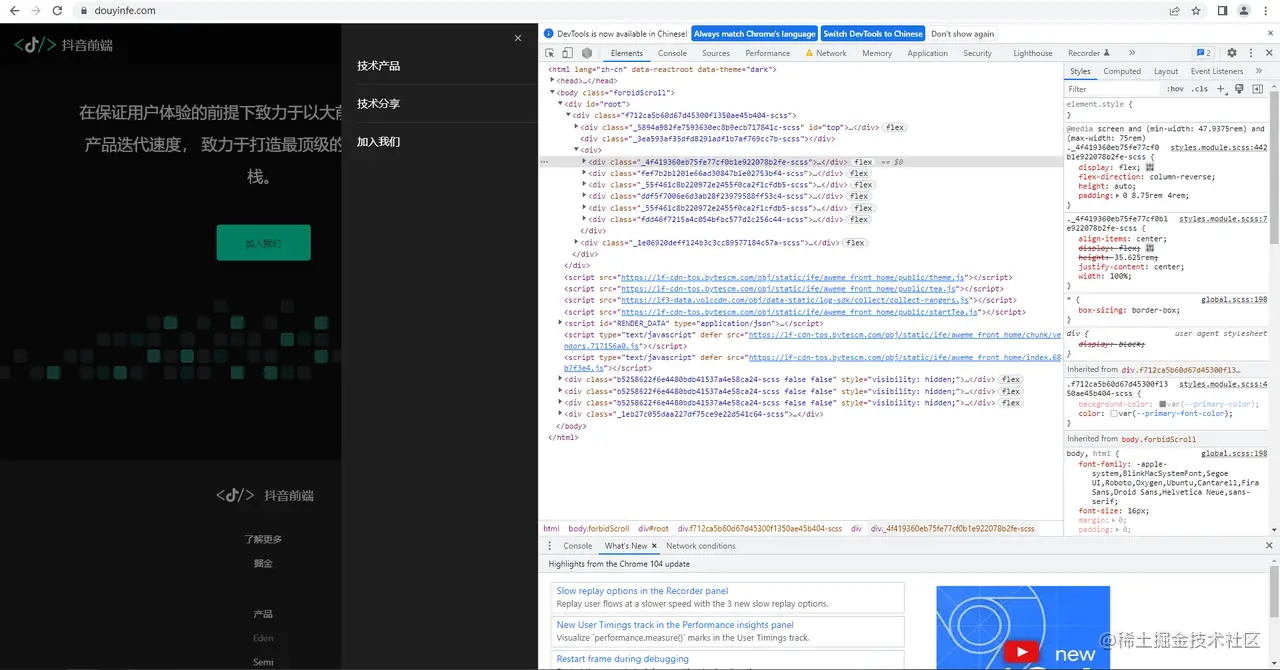 douyinfe.com
抖音前端
在保证用户体验的前提下致力于以大前
产品迭代速度， 致力于打造最顶级的
栈。
加入我们
抖音前端
了解更多
掘金
产品
Eden
Semi
技术产品
技术分享
加入我们
DevTools is now available in Chinese!
Always match Chrome's language
Switch DevTools to Chinese
Don't show again
Elements
Console
Sources
Performance
Network
Memory
Application
Security
Lighthouse
Recorder
2
<html lang="zh-cn" data-reactroot data-theme="dark">
<head>…</head>
<body class="forbidScroll">
<div id="root">
<div class="f712ca5b60d67d45300f1350ae45b404-scss">
<div class="_5894a982fe7593630ec8b9ecb717841c-scss" id="top">…</div> flex
<div class="_3ea593af35dfd8291adf1b7af769cc7b-scss"></div>
<div>
<div class="_4f419360eb75fe77cf0b1e922078b2fe-scss">…</div> flex == $0
<div class="fef7b2b1201e66ad30847b1e02753bf4-scss">…</div> flex
<div class="_55f461c8b220972e2455f0ca2f1cfdb5-scss">…</div> flex
<div class="ddf5f7006e6d3ab28f23979588ff53c4-scss">…</div> flex
<div class="_55f461c8b220972e2455f0ca2f1cfdb5-scss">…</div> flex
<div class="fdd46f7215a4c054bfbc577d2c256c44-scss">…</div> flex
</div>
<div class="_1e06920deff124b3c3cc89577184c57a-scss">…</div> flex
</div>
</div>
<script src="https://lf-cdn-tos.bytescm.com/obj/static/ife/aweme_front_home/public/theme.js"></script>
<script src="https://lf-cdn-tos.bytescm.com/obj/static/ife/aweme_front_home/public/tea.js"></script>
<script src="https://lf3-data.volccdn.com/obj/data-static/log-sdk/collect/collect-rangers.js"></script>
<script src="https://lf-cdn-tos.bytescm.com/obj/static/ife/aweme_front_home/public/startTea.js"></script>
<script id="RENDER_DATA" type="application/json">…</script>
<script type="text/javascript" defer src="https://lf-cdn-tos.bytescm.com/obj/static/ife/aweme_front_home/chunk/ve
ndors.717156a0.js"></script>
<script type="text/javascript" defer src="https://lf-cdn-tos.bytescm.com/obj/static/ife/aweme_front_home/index.68
b7f3e4.js"></script>
<div class="b5258622f6e4480bdb41537a4e58ca24-scss false false" style="visibility: hidden;">…</div> flex
<div class="b5258622f6e4480bdb41537a4e58ca24-scss false false" style="visibility: hidden;">…</div> flex
<div class="b5258622f6e4480bdb41537a4e58ca24-scss false false" style="visibility: hidden;">…</div> flex
<div class="_1eb27c055daa227df75ce9e22d541c64-scss">…</div>
</body>
</html>
html body.forbidScroll div#root div.f712ca5b60d67d45300f1350ae45b404-scss div div._4f419360eb75fe77cf0b1e922078b2fe-scss
Styles
Computed
Layout
Event Listeners
Filter
:hov .cls
element.style {
}
@media screen and (min-width: 47.9375rem) and
(max-width: 75rem)
._4f419360eb75fe77cf0 styles.module.scss:442
b1e922078b2fe-scss {
display: flex;
flex-direction: column-reverse;
height: auto;
padding: 0 8.75rem 4rem;
}
._4f419360eb75fe77cf0b1 styles.module.scss:7
e922078b2fe-scss {
align-items: center;
display: flex;
height: 35.625rem;
justify-content: center;
width: 100%;
}
* { global.scss:198
box-sizing: border-box;
}
div { user agent stylesheet
display: block;
}
Inherited from div.f712ca5b60d67d45300f13…
.f712ca5b60d67d45300f13 styles.module.scss:4
50ae45b404-scss {
background-color: var(--primary-color);
color: var(--primary-font-color);
}
Inherited from body.forbidScroll
body, html { global.scss:198
font-family: -apple-
system,BlinkMacSystemFont,Segoe
UI,Roboto,Oxygen,Ubuntu,Cantarell,Fira
Sans,Droid Sans,Helvetica Neue,sans-
serif;
font-size: 16px;
margin: 0;
padding: 0;
Console
What's New
Network conditions
Highlights from the Chrome 104 update
Slow replay options in the Recorder panel
Replay user flows at a slower speed with the 3 new slow replay options.
New User Timings track in the Performance insights panel
Visualize `performance.measure()` marks in the User Timings track.
Restart frame during debugging
new
@稀土掘金技术社区